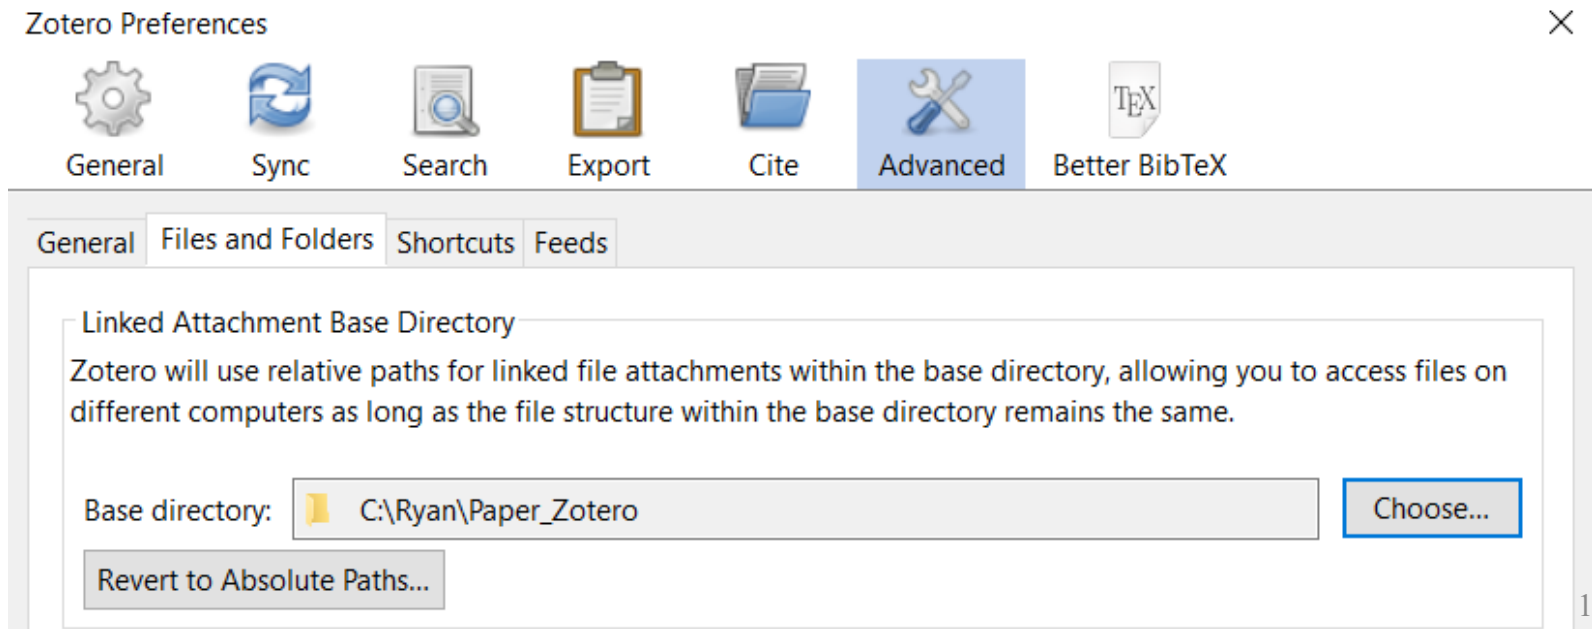 Zotero Preferences
TEX
General Sync Search Export Cite Advanced Better BibTeX
General Files and Folders Shortcuts Feeds
Linked Attachment Base Directory
Zotero will use relative paths for linked file attachments within the base directory, allowing you to access files on
different computers as long as the file structure within the base directory remains the same.
Base directory: C:\Ryan\Paper_Zotero Choose...
Revert to Absolute Paths...
1